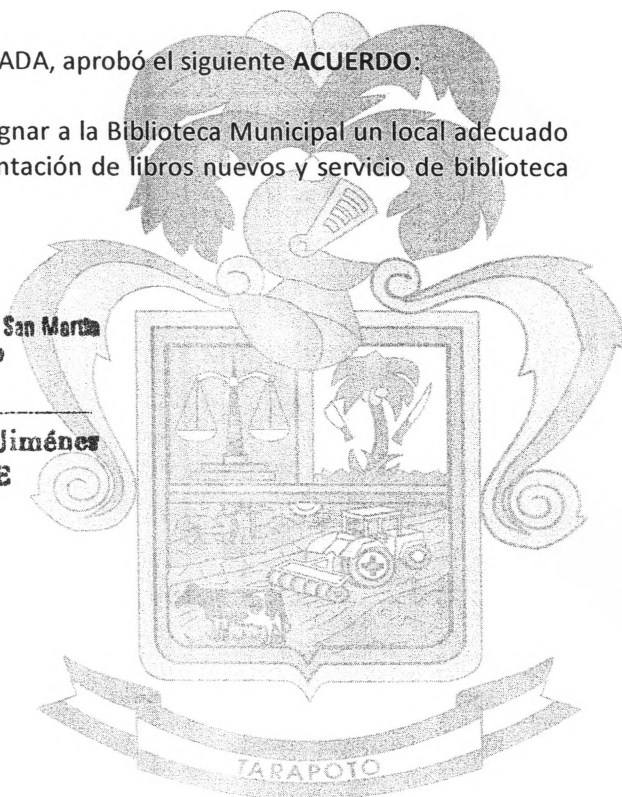 ADA, aprobó el siguiente ACUERDO:
gnar a la Biblioteca Municipal un local adecuado
ntación de libros nuevos y servicio de biblioteca
San Martín
Jiménez
E
TARAPOTO